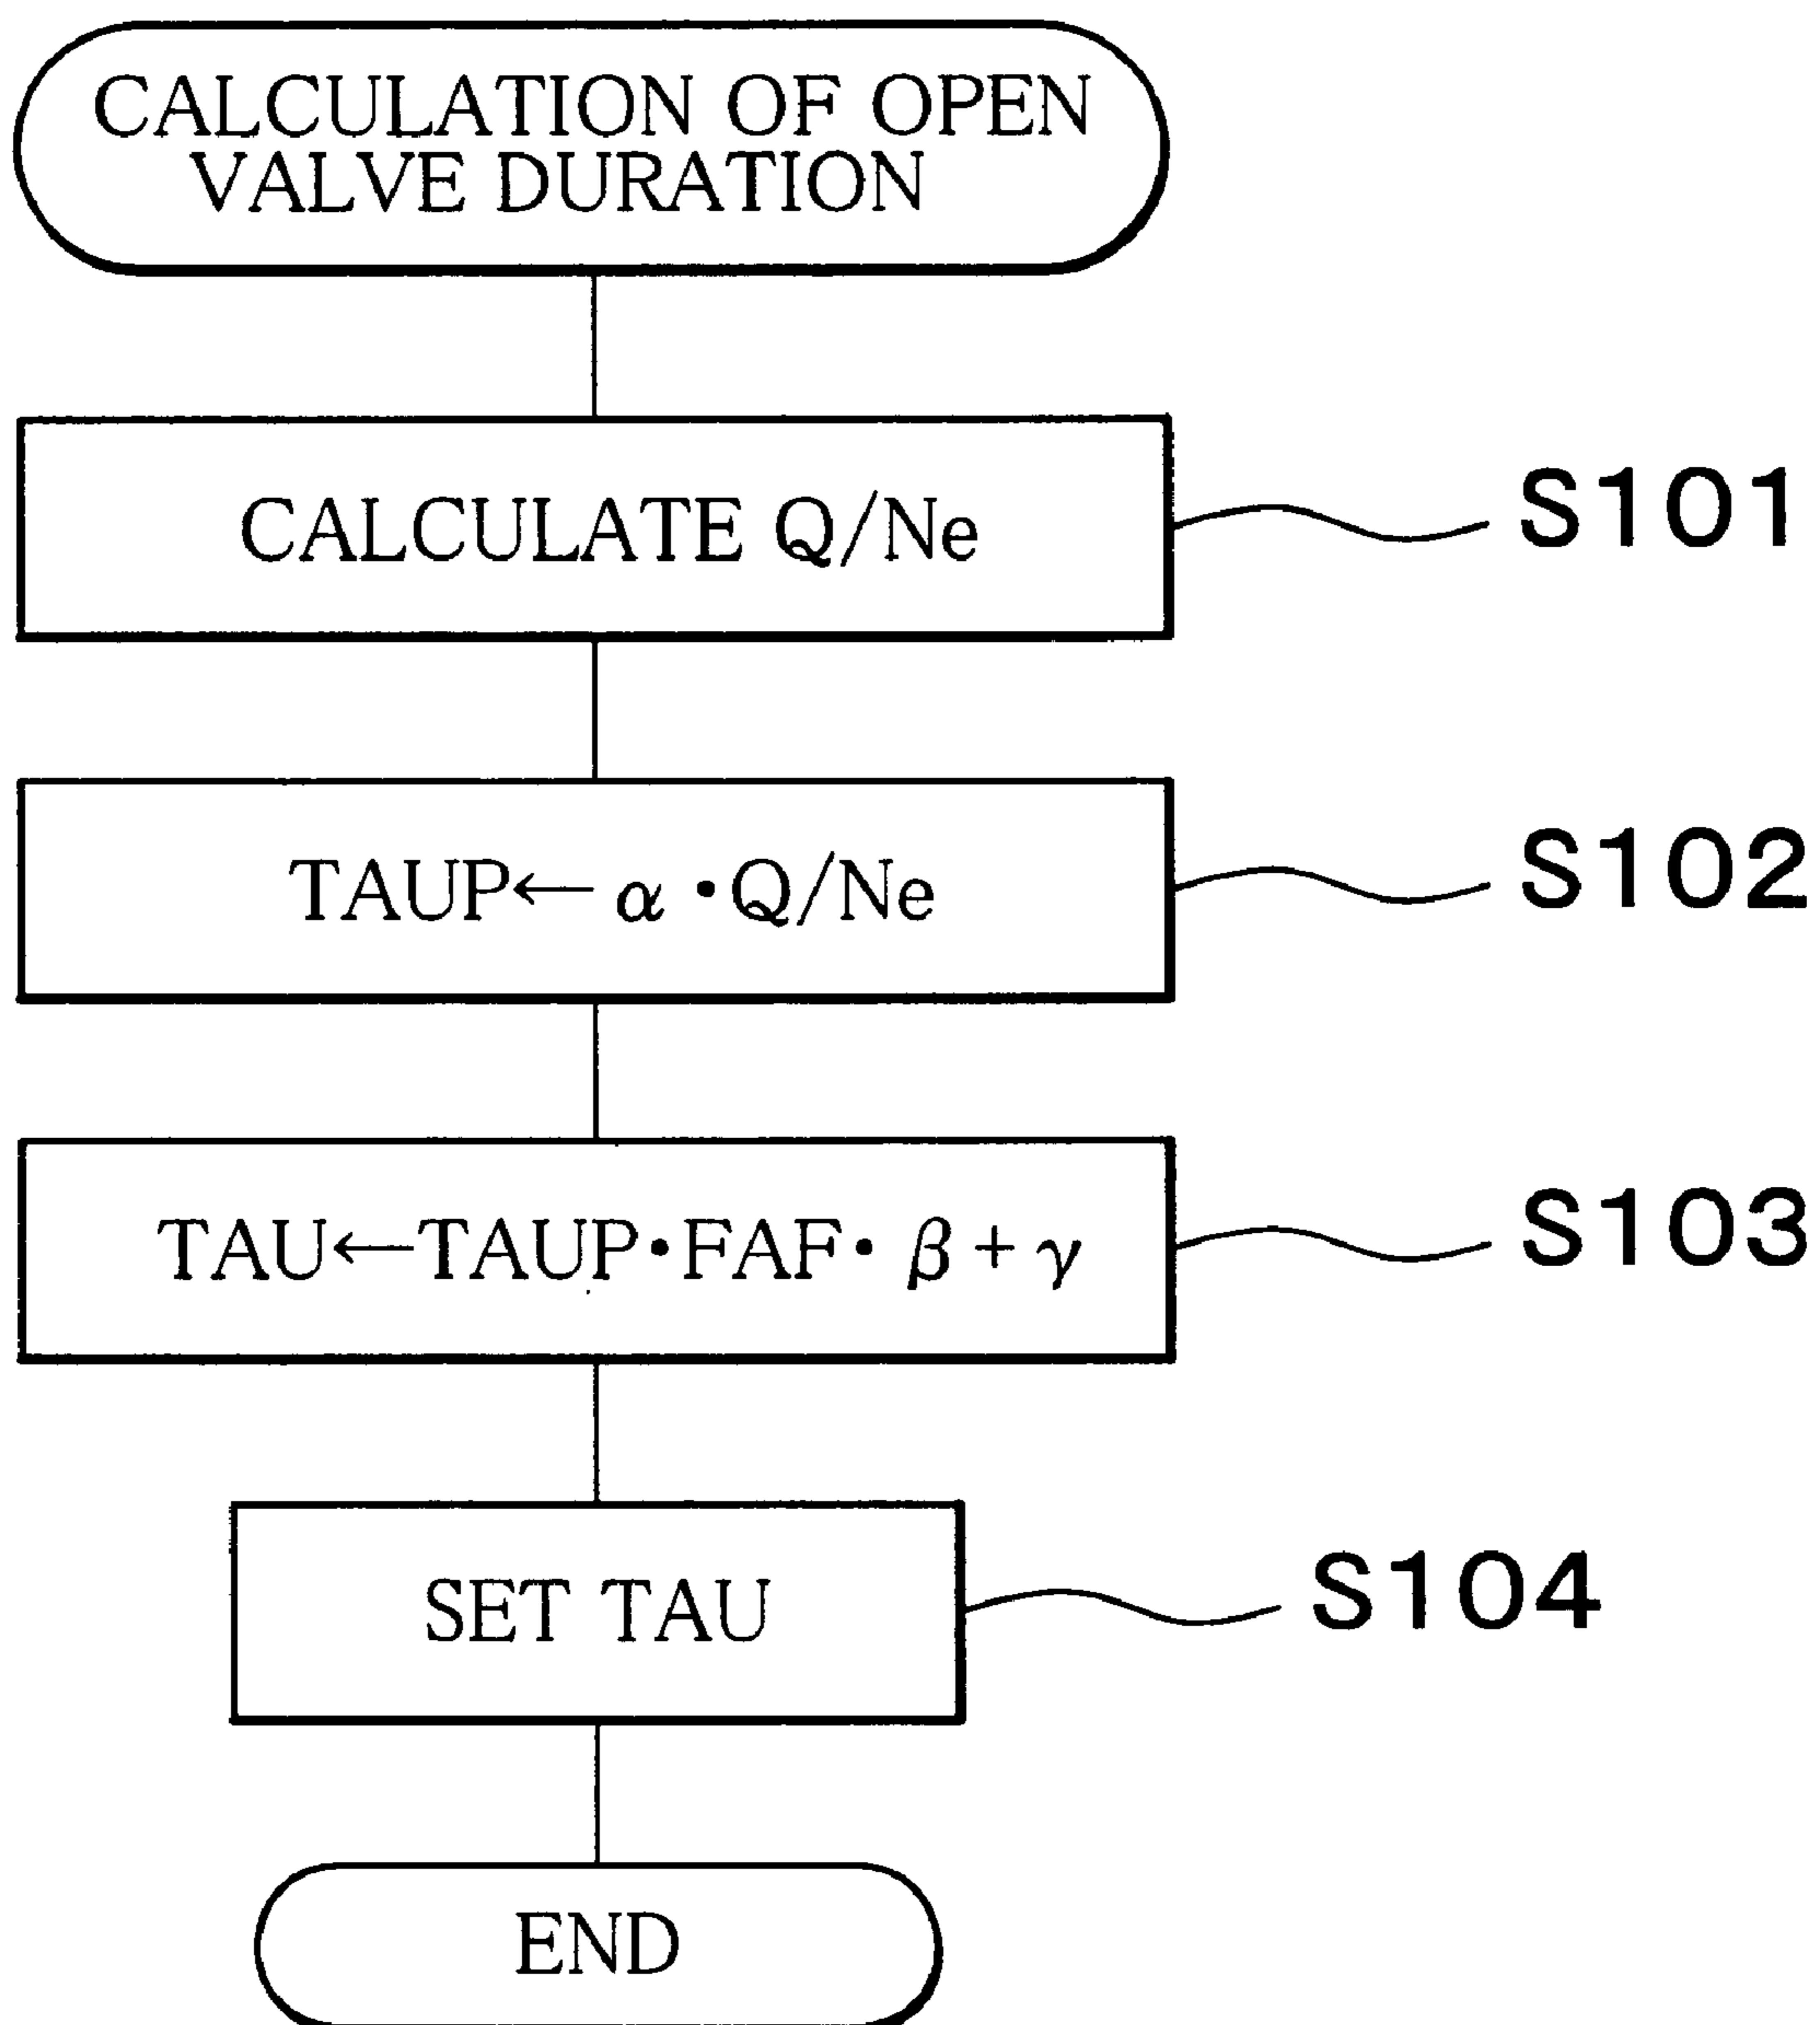 CALCULATION OF OPEN
VALVE DURATION
CALCULATE Q/Ne
S101
TAUP← α •Q/Ne
S102
TAU←TAUP•FAF• β + γ
S103
SET TAU
S104
END